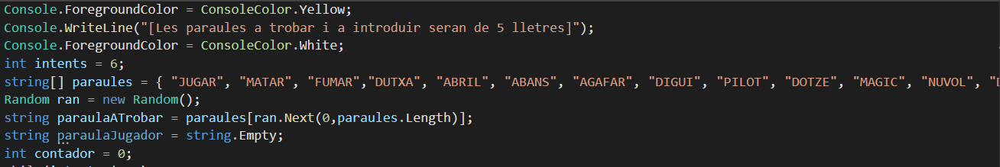 Console.ForegroundColor = ConsoleColor.Yellow;
Console.WriteLine("[Les paraules a trobar i a introduir seran de 5 lletres]");
Console.ForegroundColor = ConsoleColor.White;
int intents = 6;
string[] paraules = { "JUGAR", "MATAR", "FUMAR","DUTXA", "ABRIL", "ABANS", "AGAFAR", "DIGUI", "PILOT", "DOTZE", "MAGIC", "NUVOL",
Random ran = new Random();
string paraulaATrobar = paraules[ran.Next(0,paraules.Length)];
string paraulaJugador = string.Empty;
int contador = 0;